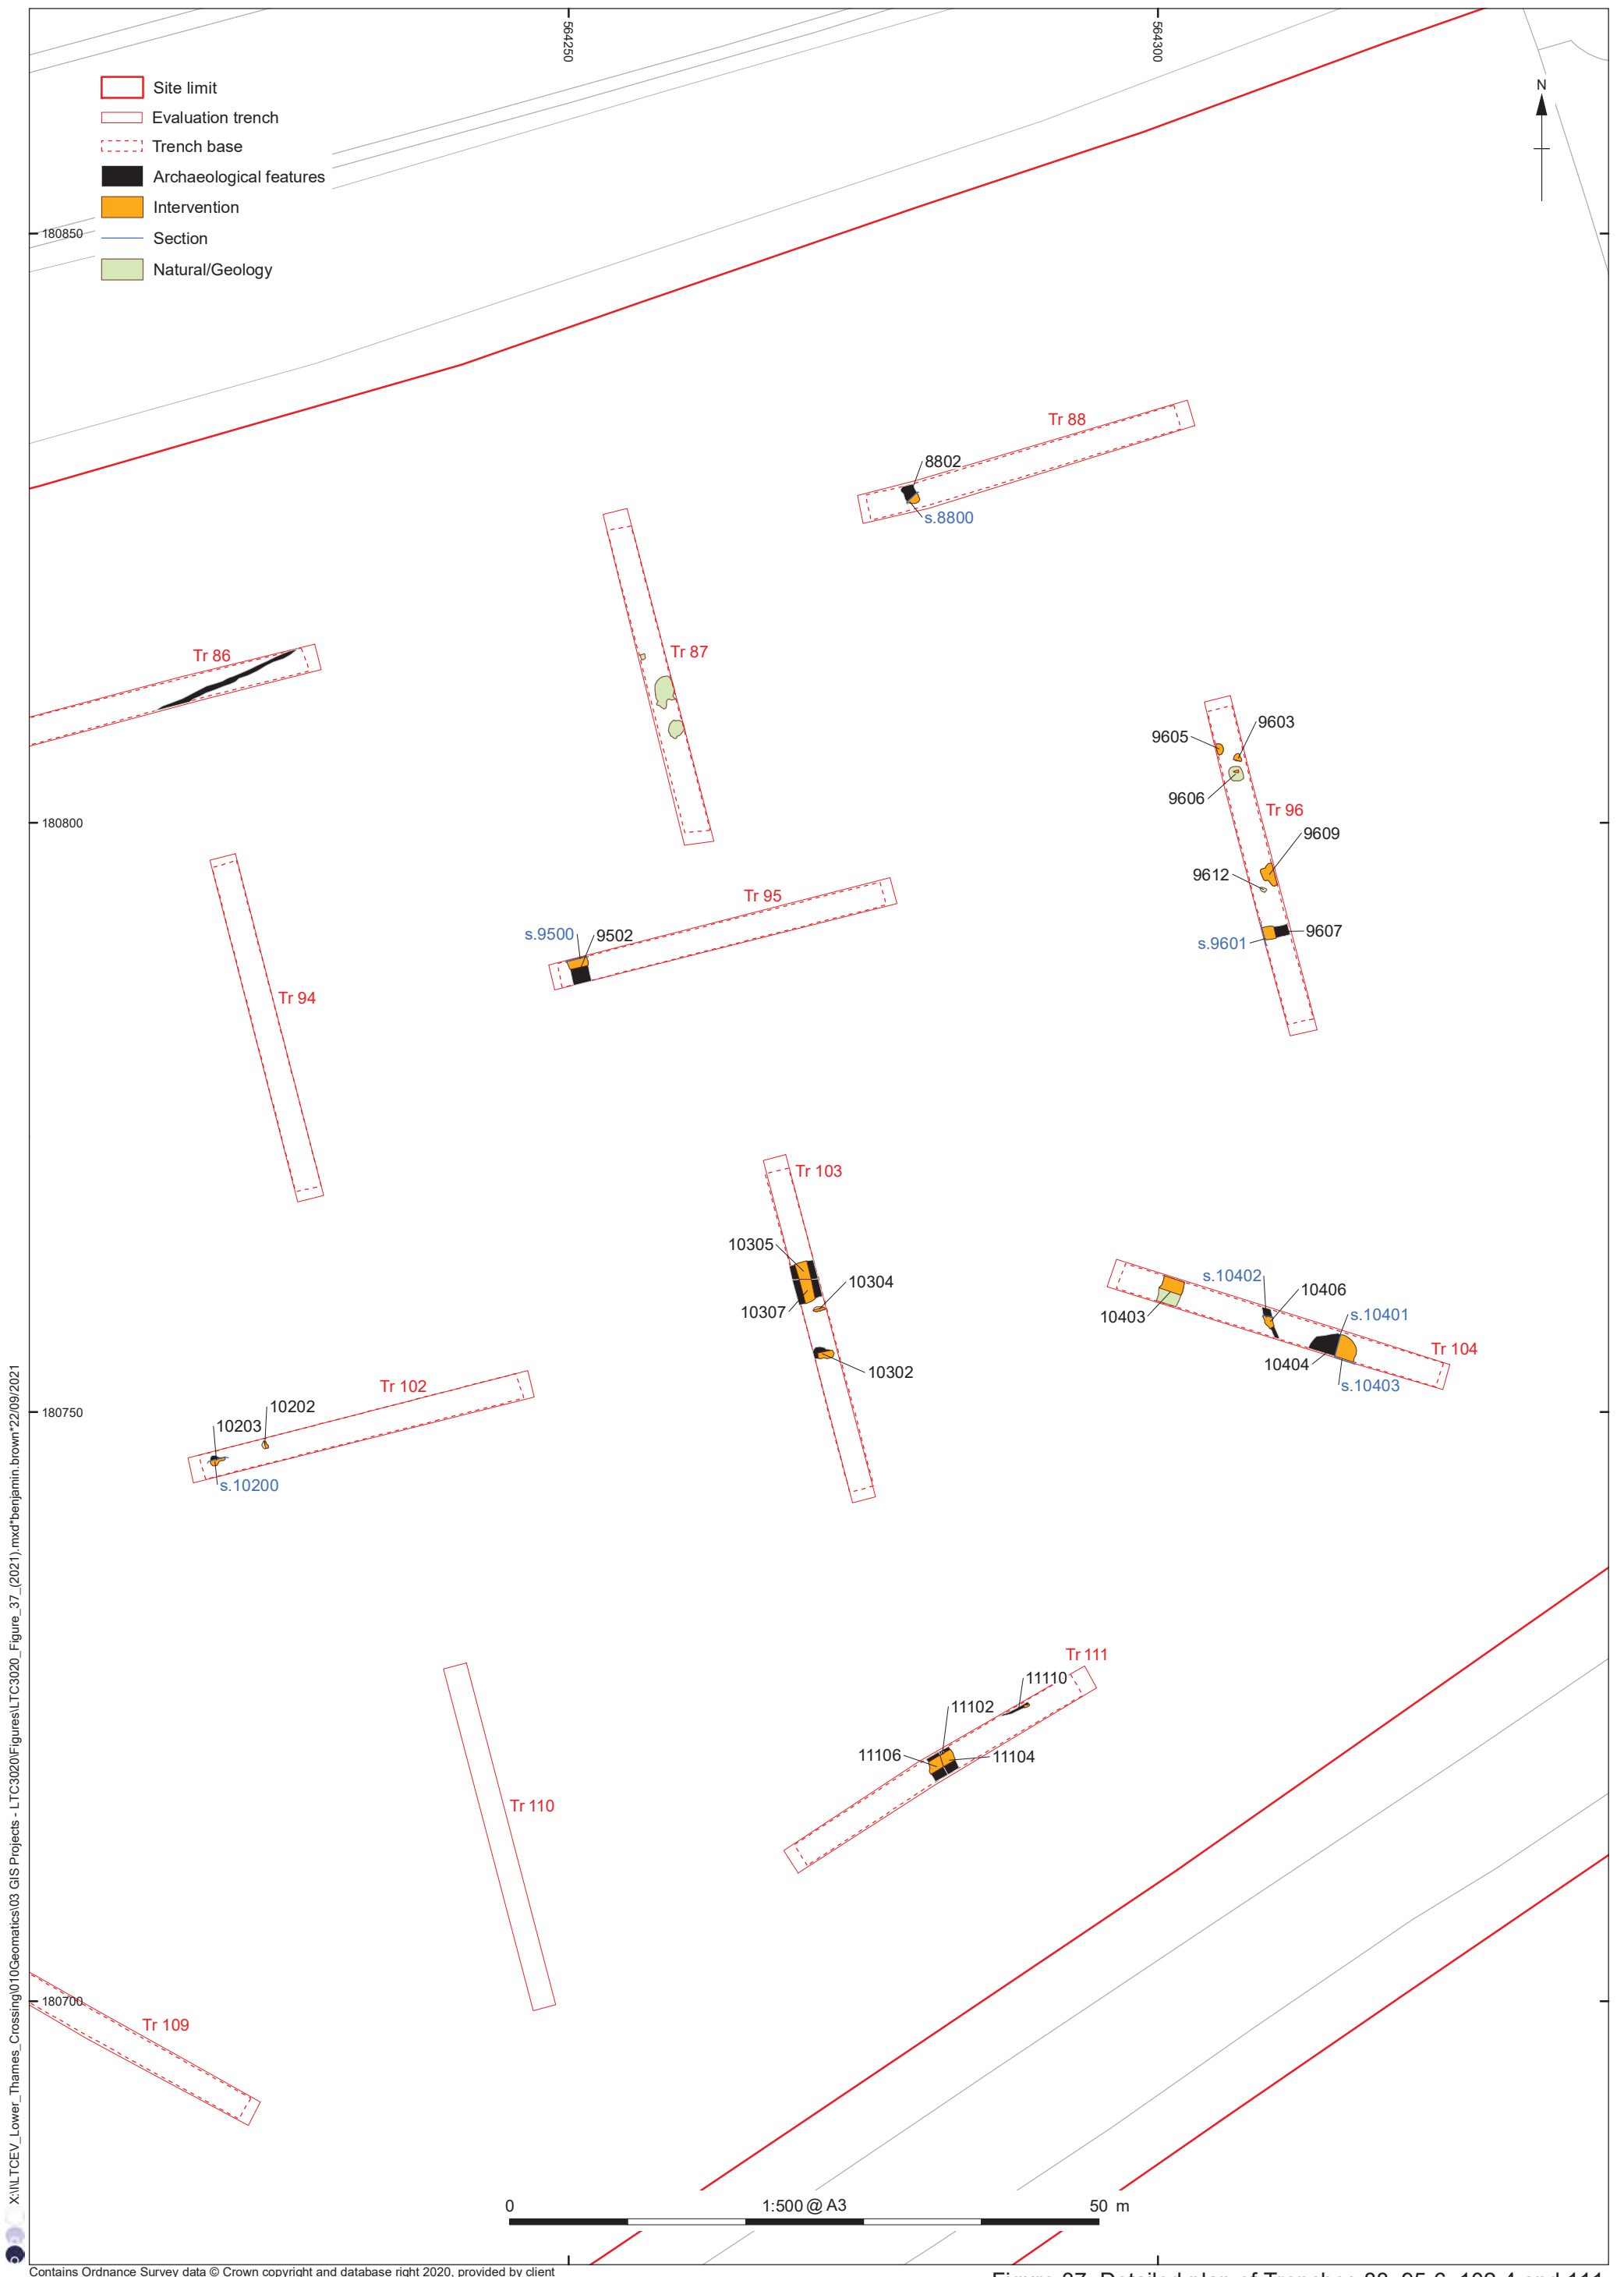 564250
564300
N
Site limit
Evaluation trench
Trench base
Archaeological features
Intervention
Section
Natural/Geology
180850
Tr 88
8802
s.8800
Tr 86
Tr 87
9603
9605
9606
Tr 96
180800
9609
9612
9607
s.9601
Tr 95
s.9500
9502
Tr 94
Tr 103
10305
10304
10307
10302
s.10402
10406
s.10401
10403
10404
Tr 104
s.10403
180750
Tr 102
10202
10203
s.10200
Tr 111
11110
11102
11106
11104
Tr 110
180700
Tr 109
0
1:500 @ A3
50 m
X:\l\LTCEV_Lower_Thames_Crossing\010Geomatics\03 GIS Projects - LTC3020\Figures\LTC3020_Figure_37_(2021).mxd*benjamin.brown*22/09/2021
Contains Ordnance Survey data © Crown copyright and database right 2020, provided by client